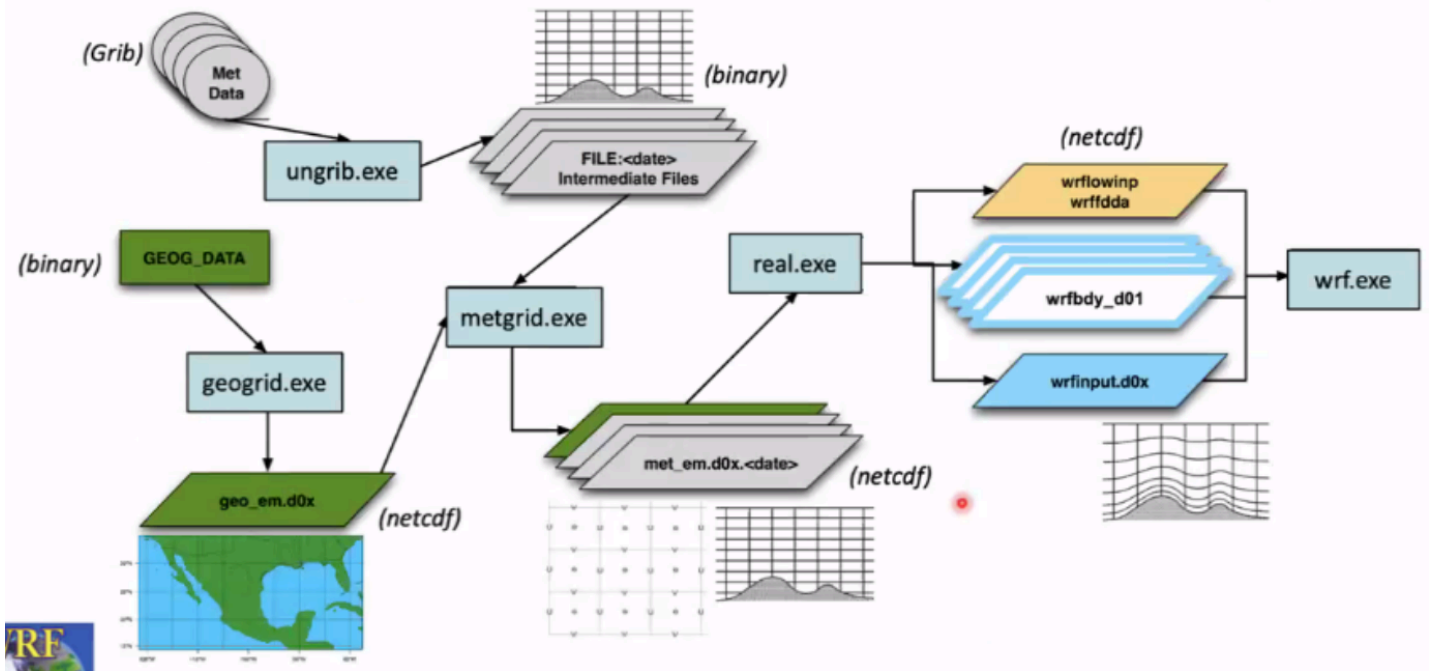 (Grib)
Met
Data
ungrib.exe
(binary)
FILE:<date>
Intermediate Files
(binary)
GEOG_DATA
geogrid.exe
geo_em.d0x
(netcdf)
metgrid.exe
met_em.d0x.<date>
(netcdf)
real.exe
(netcdf)
wrflowinp
wrffdda
wrfbdy_d01
wrfinput.d0x
wrf.exe